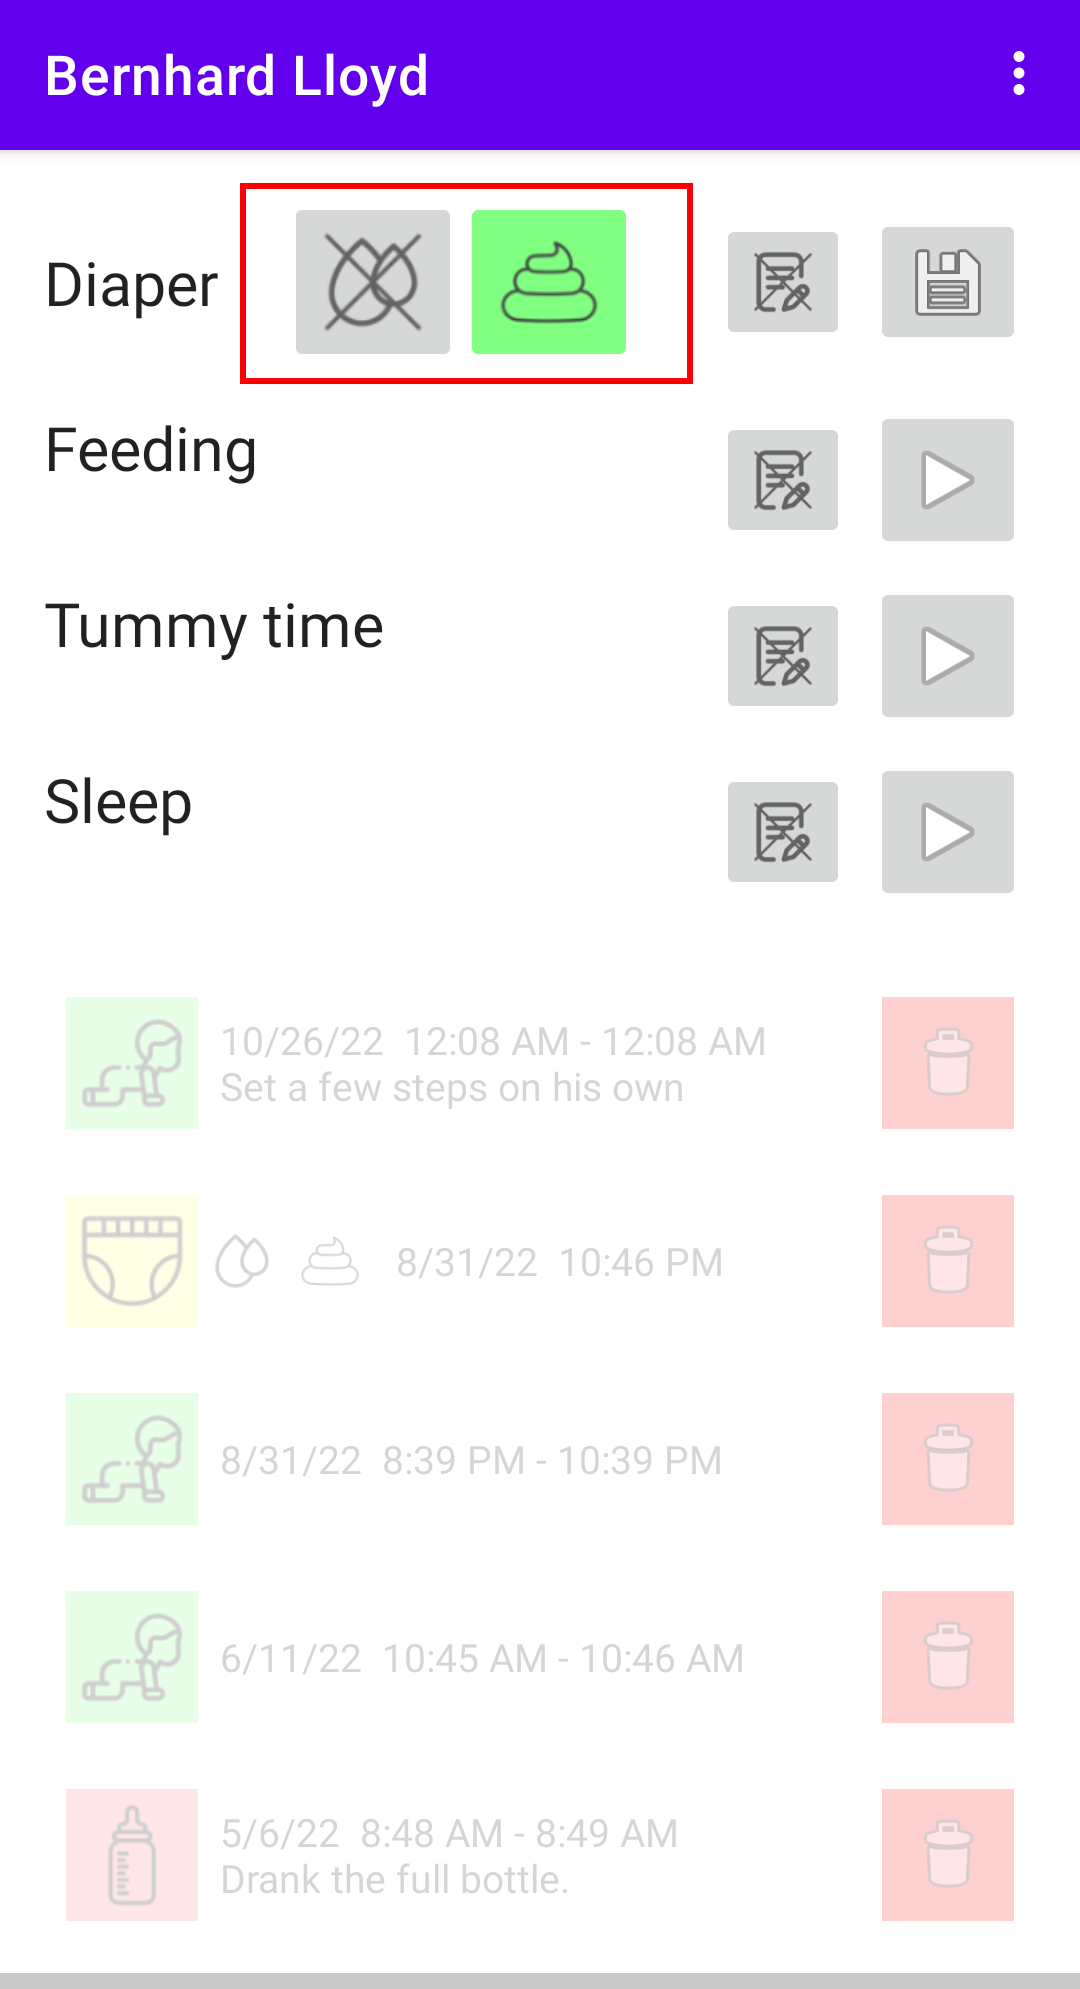 Bernhard Lloyd
Diaper
Feeding
Tummy time
Sleep
10/26/22 12:08 AM - 12:08 AM
Set a few steps on his own
8/31/22 10:46 PM
8/31/22 8:39 PM - 10:39 PM
6/11/22 10:45 AM - 10:46 AM
5/6/22 8:48 AM - 8:49 AM
Drank the full bottle.